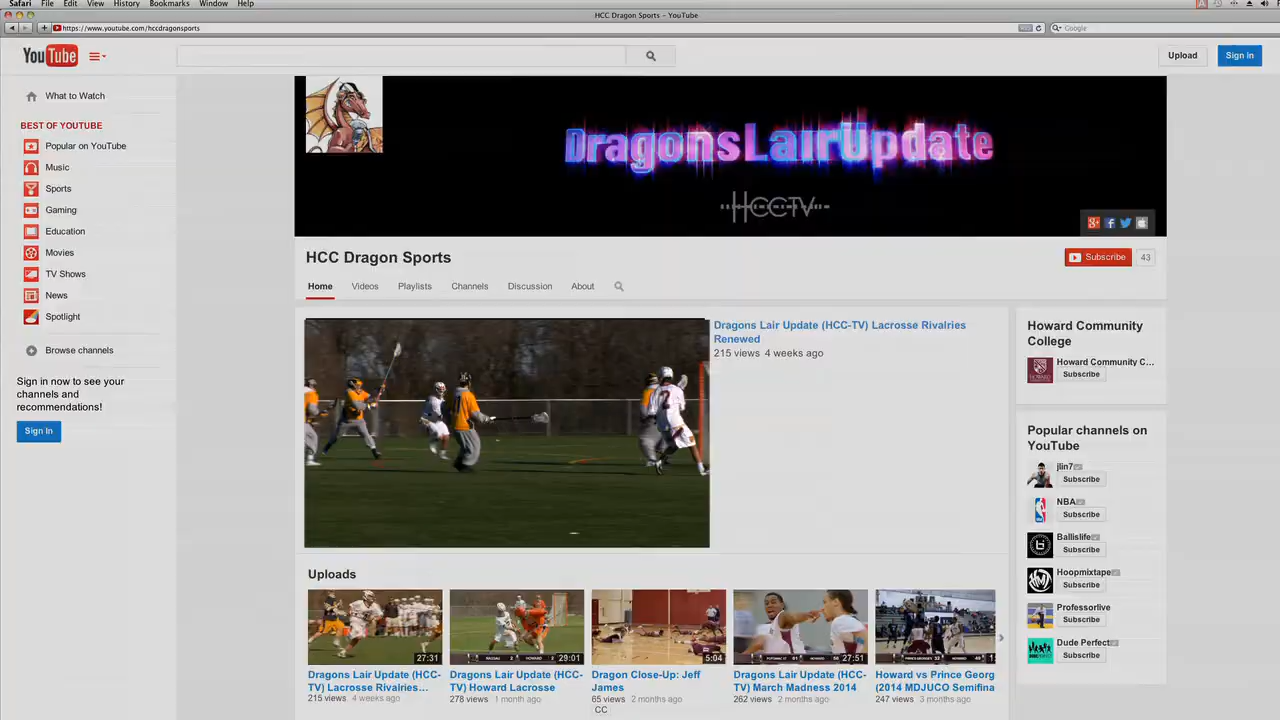 Safari File Edit View History Bookmarks Window Help
HCC Dragon Sports - YouTube
https://www.youtube.com/hccdragonsports
Google
YouTube
Upload
Sign In
What to Watch
BEST OF YOUTUBE
Popular on YouTube
Music
Sports
Gaming
Education
Movies
TV Shows
News
Spotlight
Browse channels
Sign in now to see your
channels and
recommendations!
Sign In
DragonsLairUpdate
HCCTV
HCC Dragon Sports
Subscribe 43
Home Videos Playlists Channels Discussion About
Dragons Lair Update (HCC-TV) Lacrosse Rivalries
Renewed
215 views 4 weeks ago
Uploads
27:31
Dragons Lair Update (HCC-
TV) Lacrosse Rivalries...
215 views 4 weeks ago
29:01
Dragons Lair Update (HCC-
TV) Howard Lacrosse
278 views 1 month ago
5:04
Dragon Close-Up: Jeff
James
65 views 2 months ago
CC
27:51
Dragons Lair Update (HCC-
TV) March Madness 2014
262 views 2 months ago
Howard vs Prince Georg
(2014 MDJUCO Semifina
247 views 3 months ago
Howard Community
College
Howard Community C...
Subscribe
Popular channels on
YouTube
jlin7
Subscribe
NBA
Subscribe
Ballislife
Subscribe
Hoopmixtape
Subscribe
Professorlive
Subscribe
Dude Perfect
Subscribe